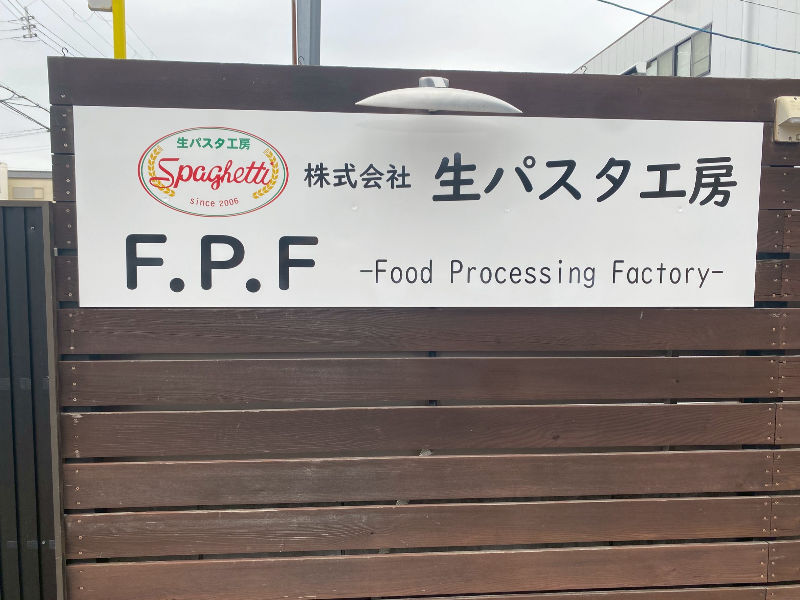 生パスタ工房
Spaghetti
since 2006
株式会社 生パスタ工房
F.P.F -Food Processing Factory-